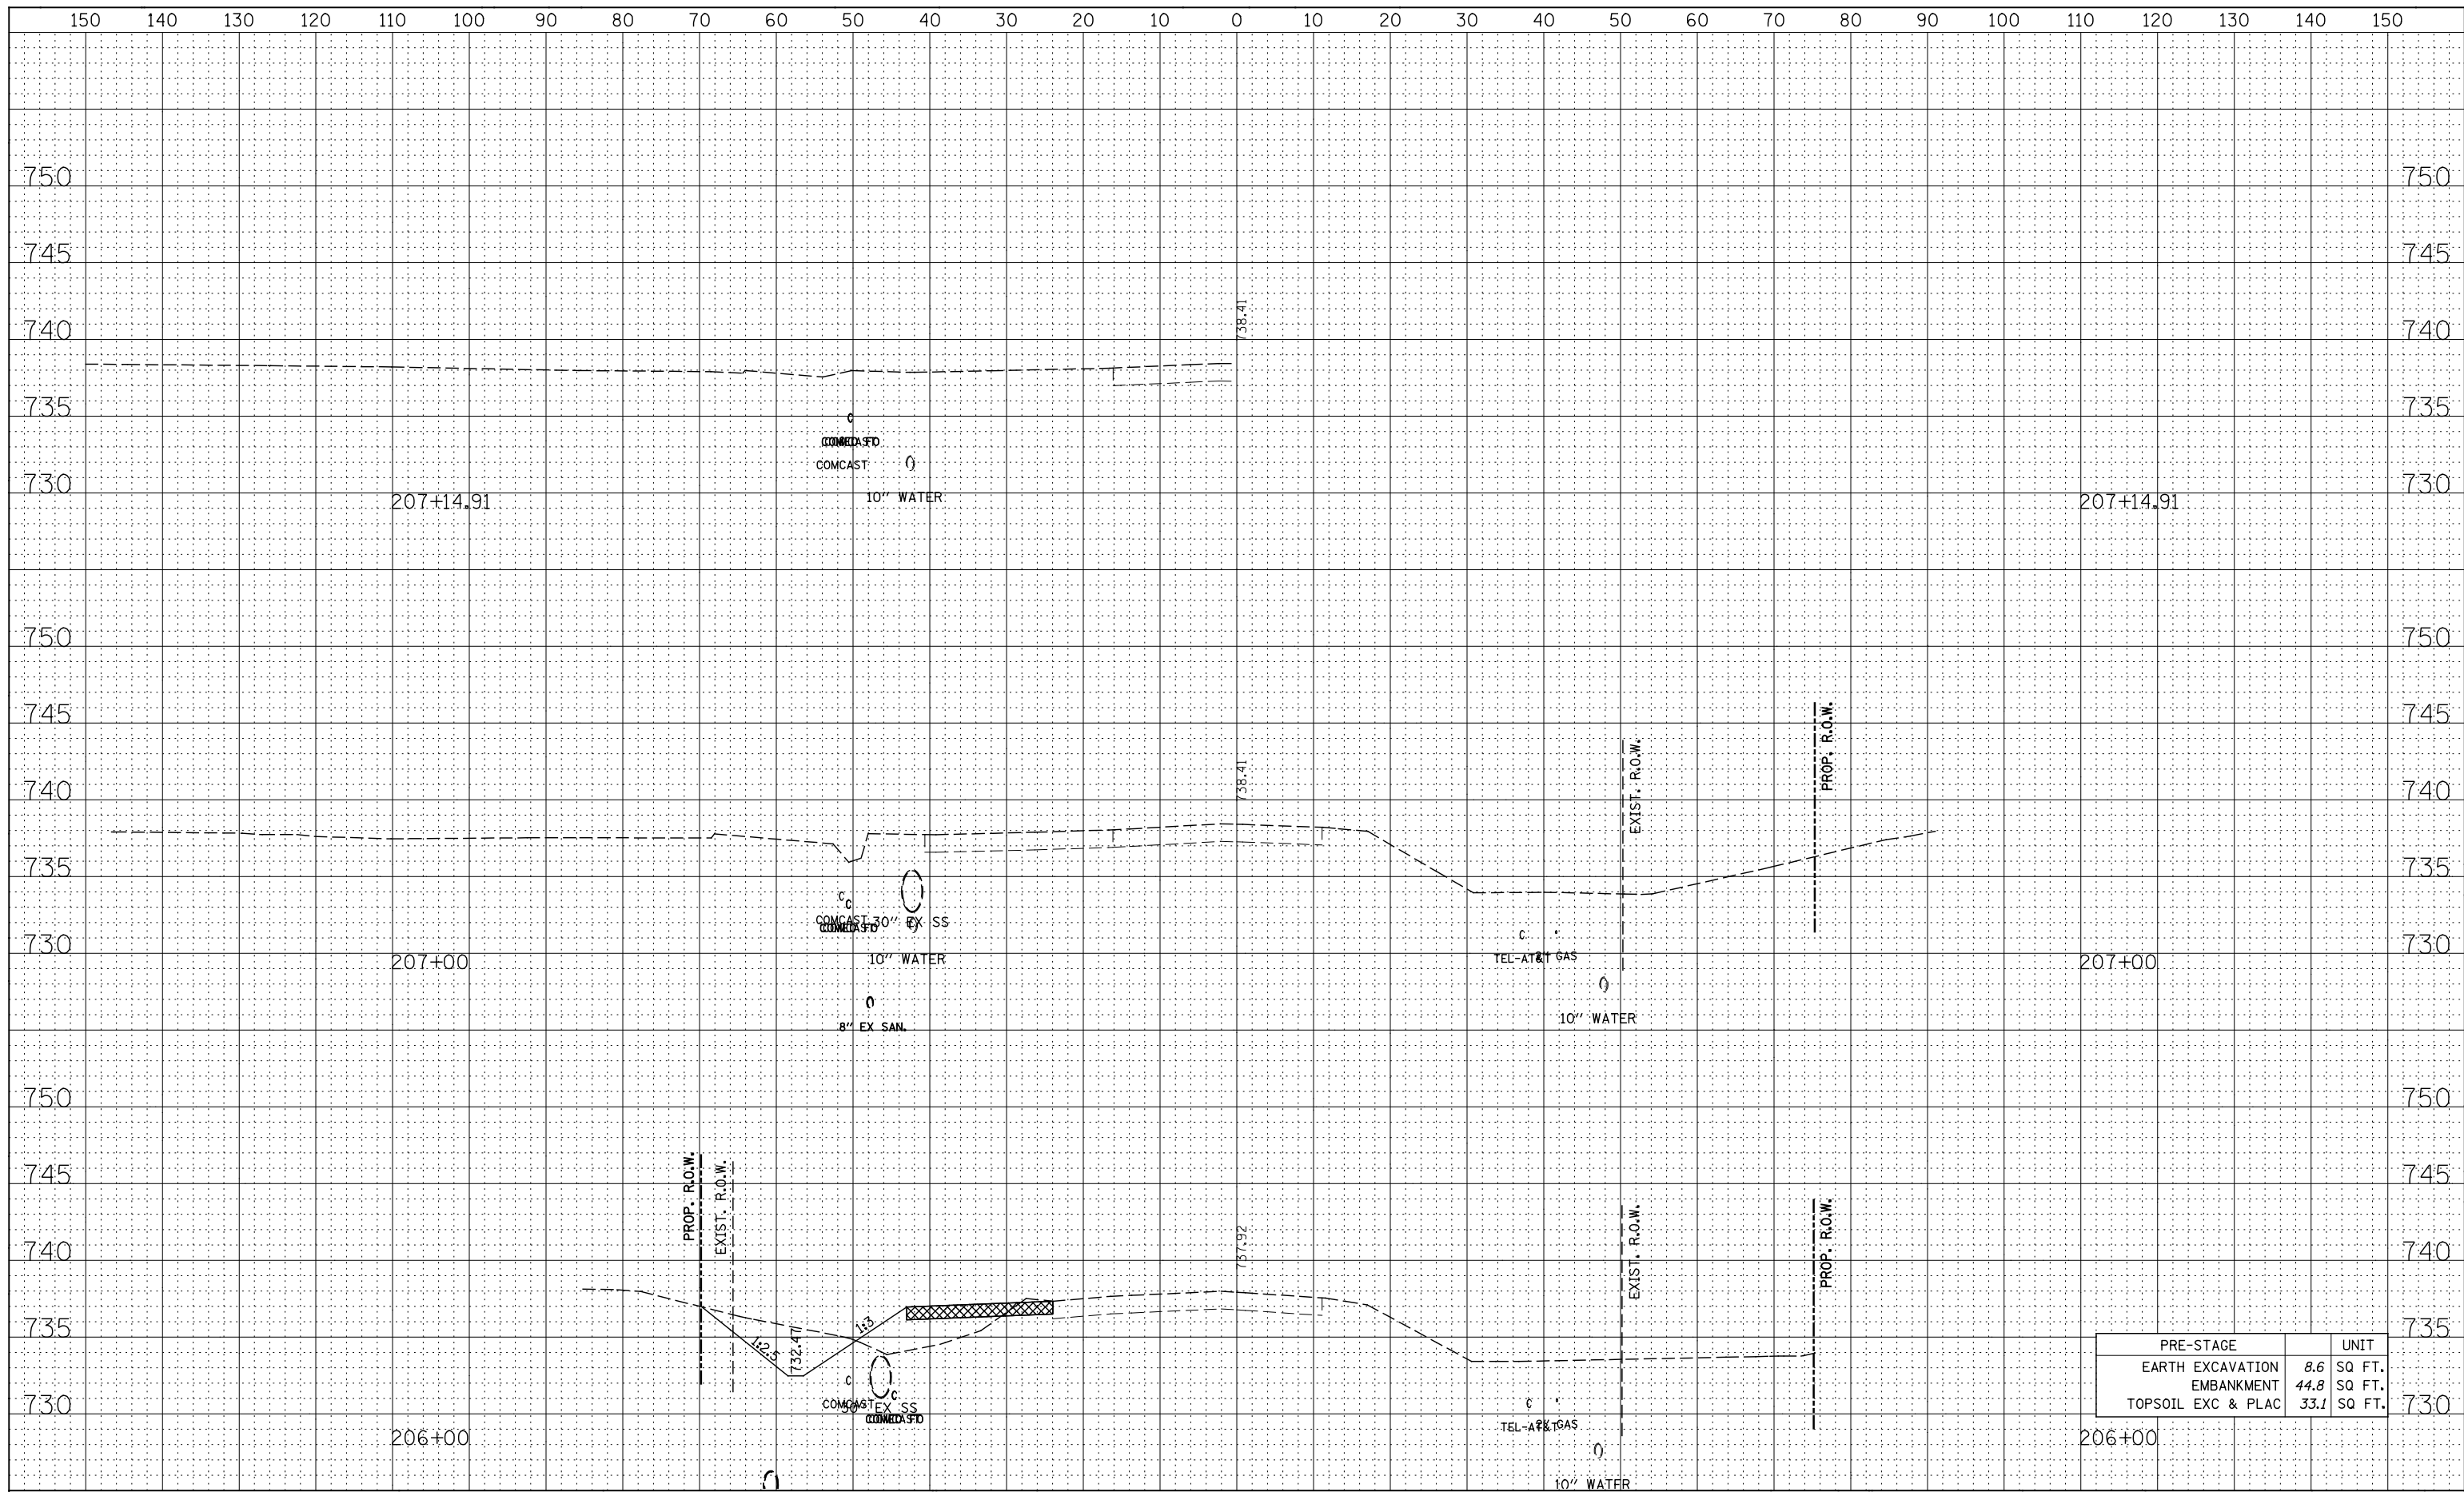 150 140 130 120 110 100 90 80 70 60 50 40 30 20 10 0 10 20 30 40 50 60 70 80 90 100 110 120 130 140 150
750 750
745 745
738.41
740 740
735 735
COMCAST
730 730
10" WATER
207+14.91 207+14.91
750 750
745 745
PROP. R.O.W.
EXIST. R.O.W.
738.41
740 740
735 735
COMCAST 30" EX SS
730 730
10" WATER
TEL-AT&T 2" GAS
207+00 207+00
8" EX SAN.
10" WATER
750 750
745 745
PROP. R.O.W.
EXIST. R.O.W.
EXIST. R.O.W.
PROP. R.O.W.
737.92
740 740
735 735
1:2.5
732.47
1:3
PRE-STAGE UNIT
EARTH EXCAVATION 8.6 SQ FT.
EMBANKMENT 44.8 SQ FT.
TOPSOIL EXC & PLAC 33.1 SQ FT.
COMCAST EX SS
730 730
TEL-AT&T GAS
206+00 206+00
10" WATER